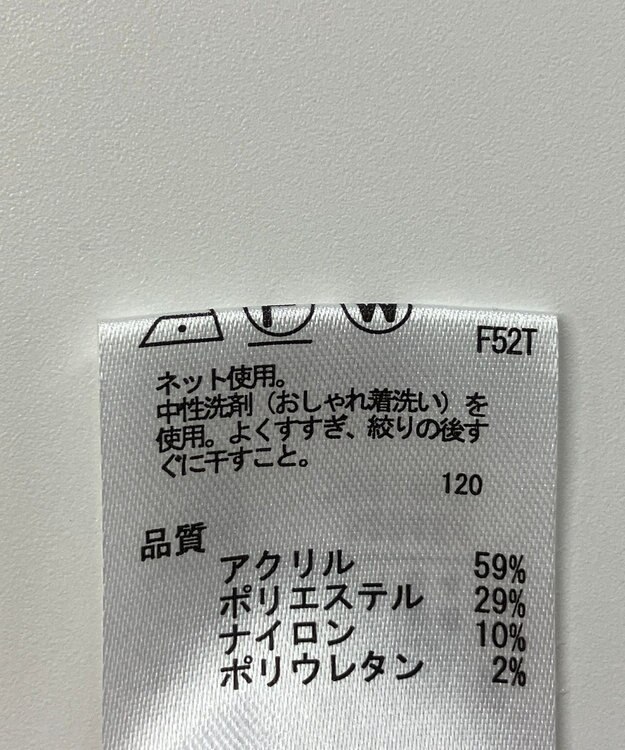 F W
F52T
ネット使用。
中性洗剤（おしゃれ着洗い）を
使用。よくすすぎ、絞りの後す
ぐに干すこと。
120
品質
アクリル 59%
ポリエステル 29%
ナイロン 10%
ポリウレタン 2%